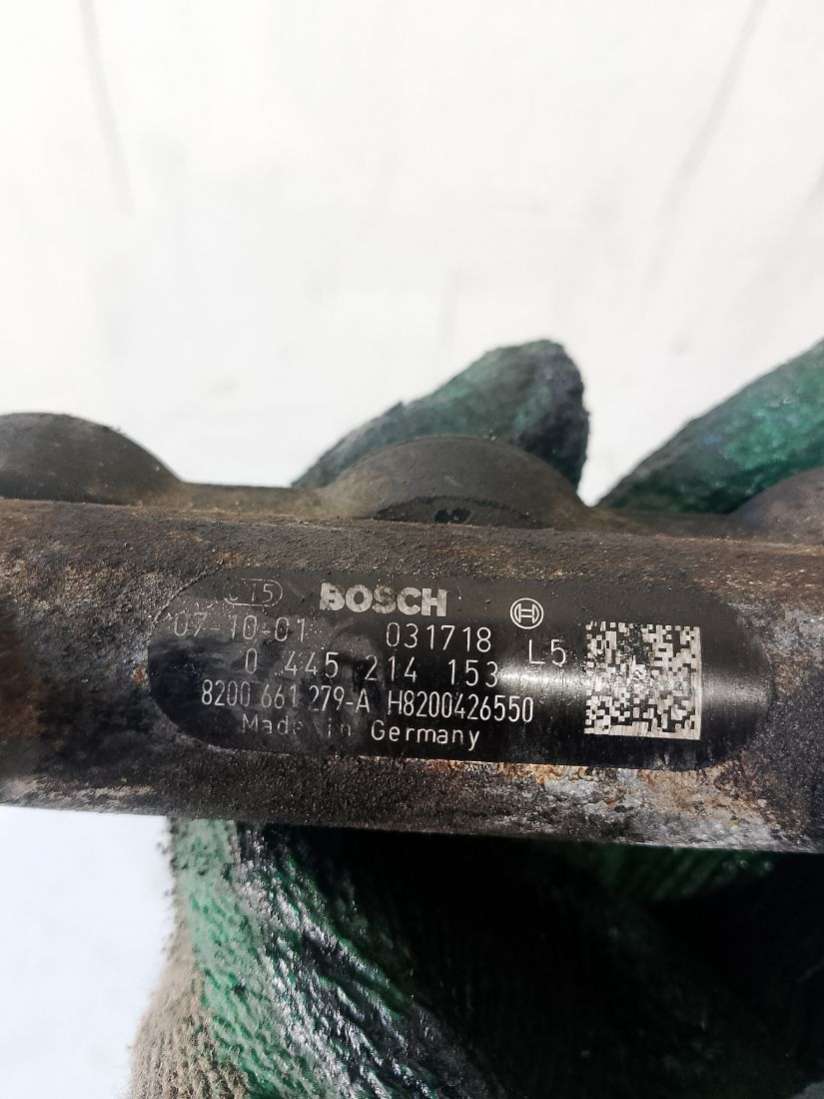 BOSCH
07-10-01 031718
0 445 214 153 L5
8200 661 279-A H8200426550
Made in Germany